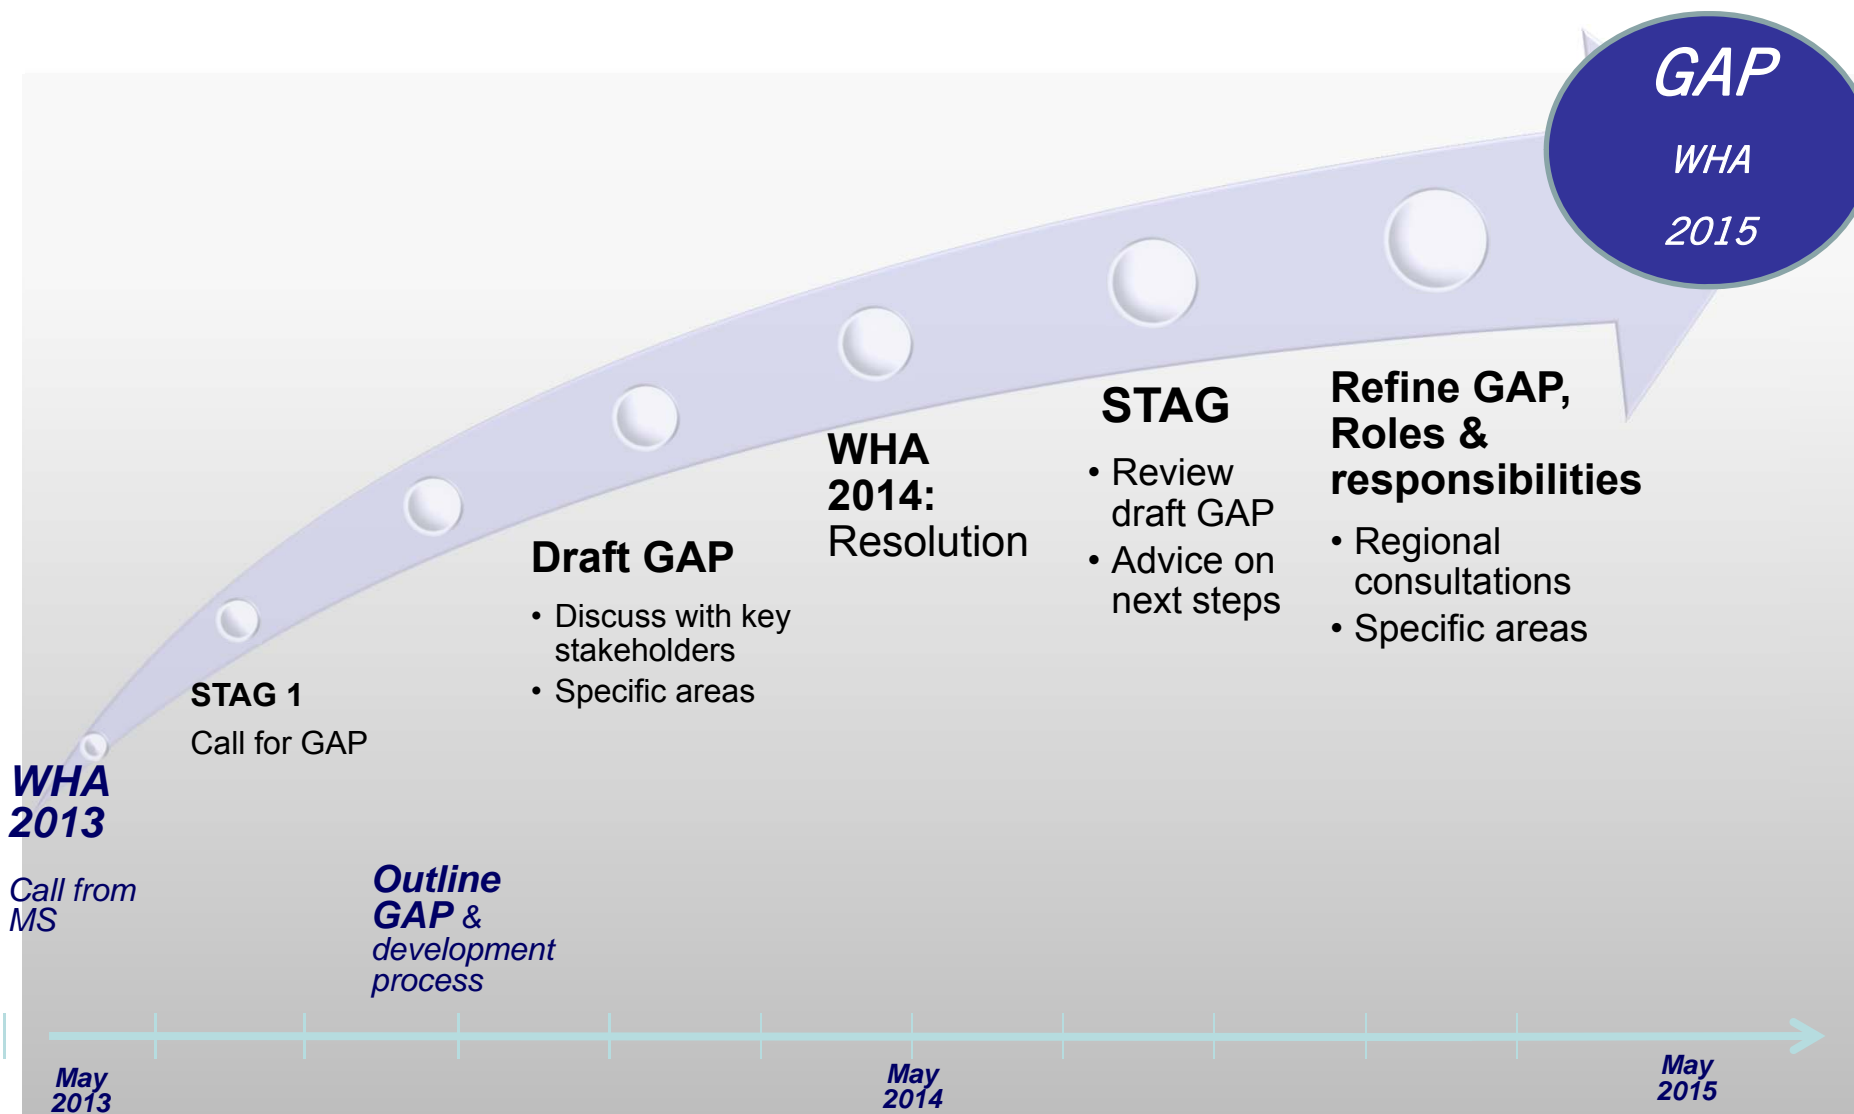 GAP
WHA
2015
WHA
2013
Call from
MS
STAG 1
Call for GAP
Outline
GAP &
development
process
Draft GAP
• Discuss with key
stakeholders
• Specific areas
WHA
2014:
Resolution
STAG
• Review
draft GAP
• Advice on
next steps
Refine GAP,
Roles &
responsibilities
• Regional
consultations
• Specific areas
May
2013
May
2014
May
2015